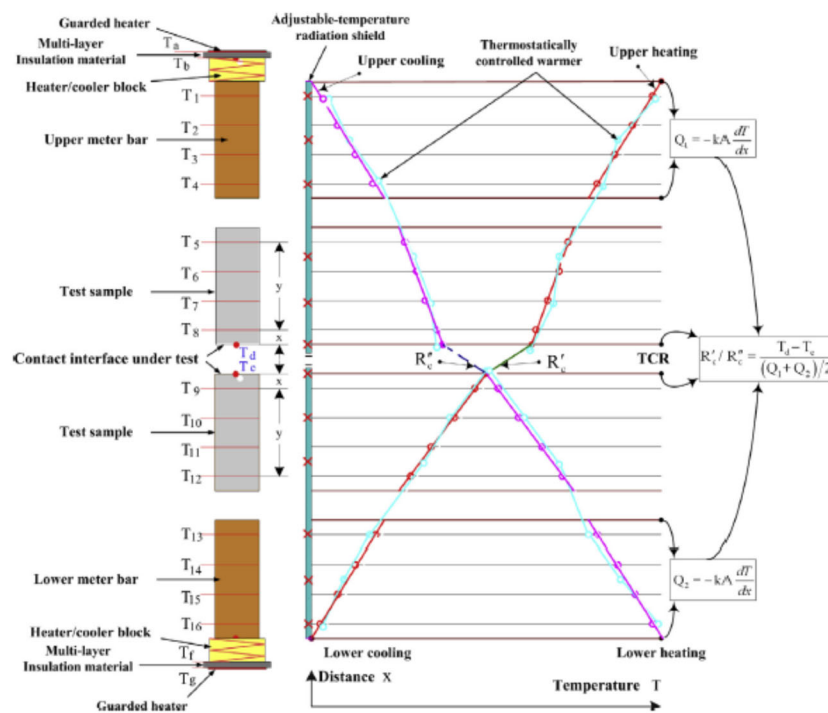 Guarded heater
Multi-layer
Insulation material
Heater/cooler block
Upper meter bar
Test sample
Contact interface under test
Test sample
Lower meter bar
Heater/cooler block
Multi-layer
Insulation material
Guarded heater
Ta
Tb
T1
T2
T3
T4
T5
T6
T7
T8
Td
Te
T9
T10
T11
T12
T13
T14
T15
T16
Tf
Tg
y
x
x
y
Adjustable-temperature
radiation shield
Upper cooling
Thermostatically
controlled warmer
Upper heating
R″c
R′c
TCR
Lower cooling
Lower heating
Distance X
Temperature T
Q1 = −kA dT/dx
R′c / R″c = (Td − Te) / ((Q1 + Q2)/2)
Q2 = −kA dT/dx